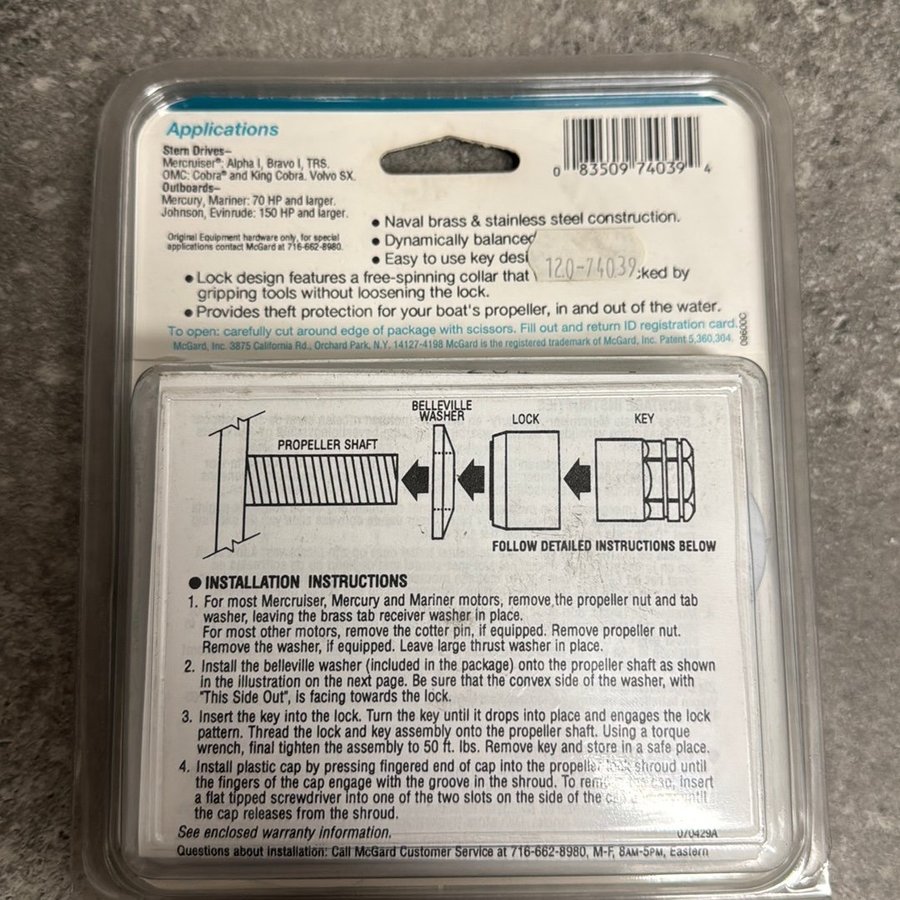 Applications
Stern Drives–
Mercruiser®: Alpha I, Bravo I, TRS.
OMC: Cobra® and King Cobra. Volvo SX.
Outboards–
Mercury, Mariner: 70 HP and larger.
Johnson, Evinrude: 150 HP and larger.
Original Equipment hardware only, for special
applications contact McGard at 716-662-8980.
0 83509 74039 4
• Naval brass & stainless steel construction.
• Dynamically balanced
• Easy to use key
120-74039
• Lock design features a free-spinning collar that by
gripping tools without loosening the lock.
• Provides theft protection for your boat's propeller, in and out of the water.
To open: carefully cut around edge of package with scissors. Fill out and return ID registration card.
McGard, Inc. 3875 California Rd., Orchard Park, N.Y. 14127-4198 McGard is the registered trademark of McGard, Inc. Patent 5,360,304.
BELLEVILLE
WASHER
LOCK
KEY
PROPELLER SHAFT
FOLLOW DETAILED INSTRUCTIONS BELOW
● INSTALLATION INSTRUCTIONS
1. For most Mercruiser, Mercury and Mariner motors, remove the propeller nut and tab
washer, leaving the brass tab receiver washer in place.
For most other motors, remove the cotter pin, if equipped. Remove propeller nut.
Remove the washer, if equipped. Leave large thrust washer in place.
2. Install the belleville washer (included in the package) onto the propeller shaft as shown
in the illustration on the next page. Be sure that the convex side of the washer, with
"This Side Out", is facing towards the lock.
3. Insert the key into the lock. Turn the key until it drops into place and engages the lock
pattern. Thread the lock and key assembly onto the propeller shaft. Using a torque
wrench, final tighten the assembly to 50 ft. lbs. Remove key and store in a safe place.
4. Install plastic cap by pressing fingered end of cap into the propeller lock shroud until
the fingers of the cap engage with the groove in the shroud. To remove the cap, insert
a flat tipped screwdriver into one of the two slots on the side of the cap until
the cap releases from the shroud.
See enclosed warranty information.
070429A
Questions about installation: Call McGard Customer Service at 716-662-8980, M-F, 8AM-5PM, Eastern